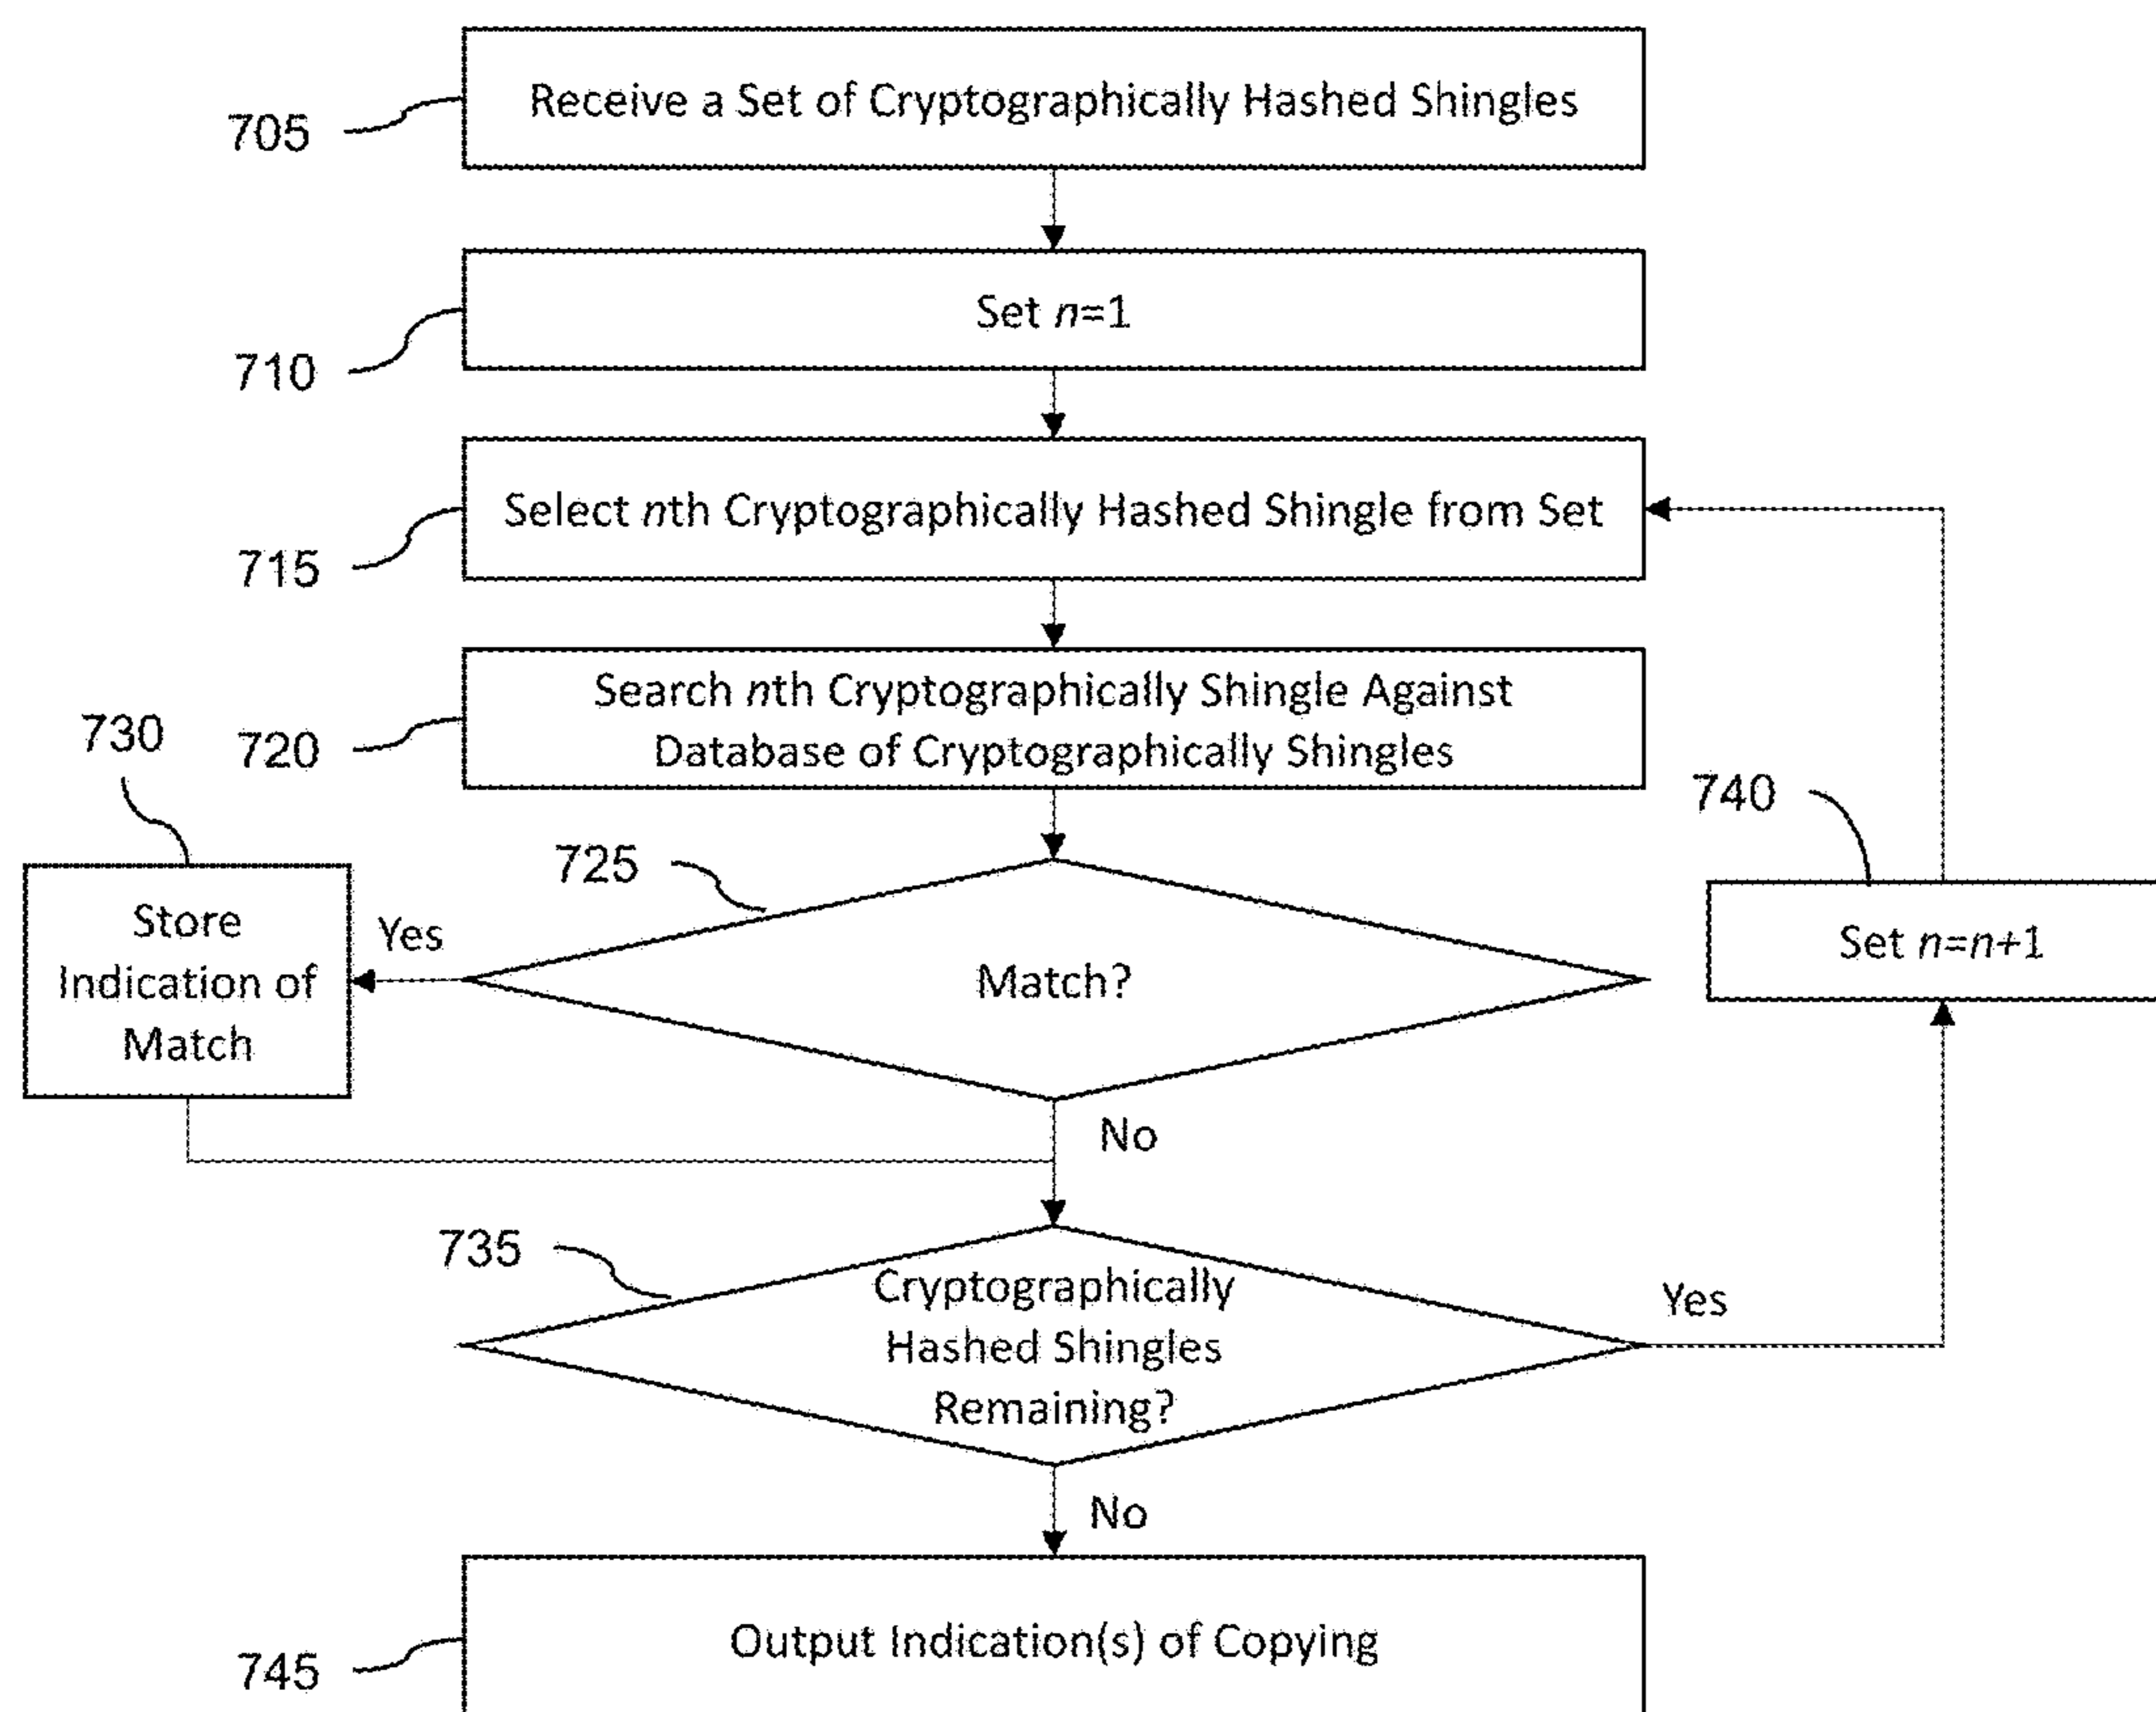 Receive a Set of Cryptographically Hashed Shingles
705
Set n=1
710
Select nth Cryptographically Hashed Shingle from Set
715
Search nth Cryptographically Shingle Against
Database of Cryptographically Shingles
720
730
725
740
Store
Indication of
Match
Yes
Match?
Set n=n+1
No
735
Cryptographically
Hashed Shingles
Remaining?
Yes
No
Output Indication(s) of Copying
745